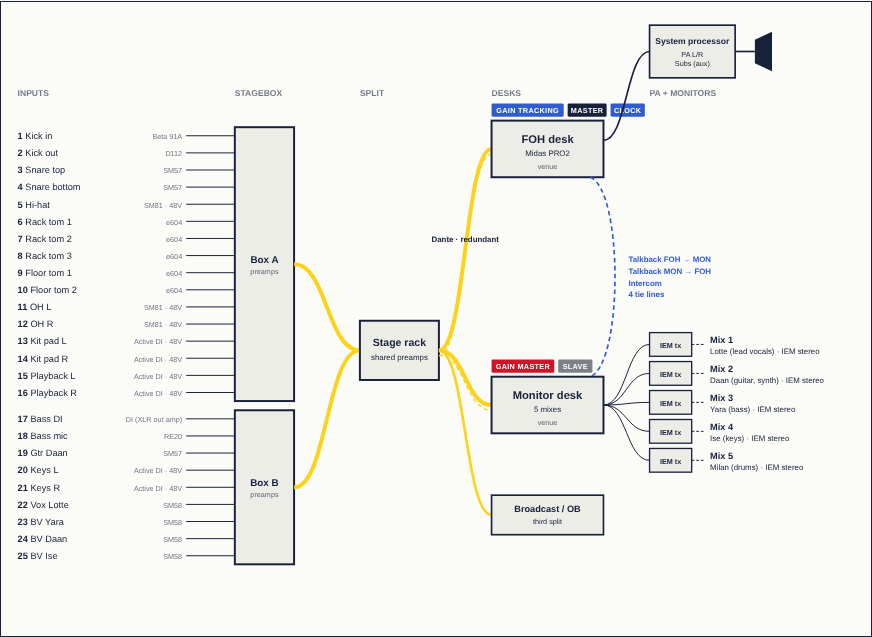 System processor
PA L/R
Subs (aux)
INPUTS
STAGEBOX
SPLIT
DESKS
PA + MONITORS
GAIN TRACKING
MASTER
CLOCK
1 Kick in Beta 91A
2 Kick out D112
3 Snare top SM57
4 Snare bottom SM57
5 Hi-hat SM81 · 48V
6 Rack tom 1 e604
7 Rack tom 2 e604
8 Rack tom 3 e604
9 Floor tom 1 e604
10 Floor tom 2 e604
11 OH L SM81 · 48V
12 OH R SM81 · 48V
13 Kit pad L Active DI · 48V
14 Kit pad R Active DI · 48V
15 Playback L Active DI · 48V
16 Playback R Active DI · 48V
17 Bass DI DI (XLR out amp)
18 Bass mic RE20
19 Gtr Daan SM57
20 Keys L Active DI · 48V
21 Keys R Active DI · 48V
22 Vox Lotte SM58
23 BV Yara SM58
24 BV Daan SM58
25 BV Ise SM58
Box A
preamps
Box B
preamps
Stage rack
shared preamps
FOH desk
Midas PRO2
venue
Dante · redundant
Talkback FOH → MON
Talkback MON → FOH
Intercom
4 tie lines
GAIN MASTER
SLAVE
Monitor desk
5 mixes
venue
Broadcast / OB
third split
IEM tx
Mix 1
Lotte (lead vocals) · IEM stereo
IEM tx
Mix 2
Daan (guitar, synth) · IEM stereo
IEM tx
Mix 3
Yara (bass) · IEM stereo
IEM tx
Mix 4
Ise (keys) · IEM stereo
IEM tx
Mix 5
Milan (drums) · IEM stereo